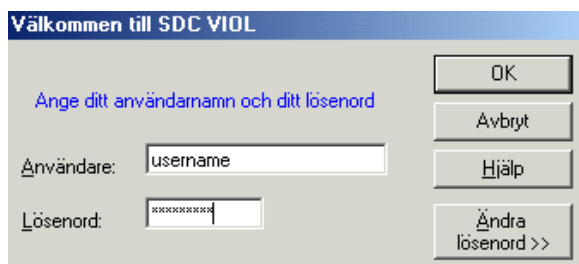 Välkommen till SDC VIOL
Ange ditt användarnamn och ditt lösenord
Användare: username
Lösenord: *********
OK
Avbryt
Hjälp
Ändra
lösenord >>